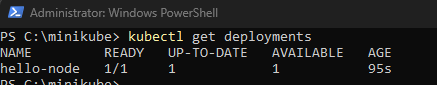 Administrator: Windows PowerShell
PS C:\minikube> kubectl get deployments
NAME READY UP-TO-DATE AVAILABLE AGE
hello-node 1/1 1 1 95s
PS C:\minikube>